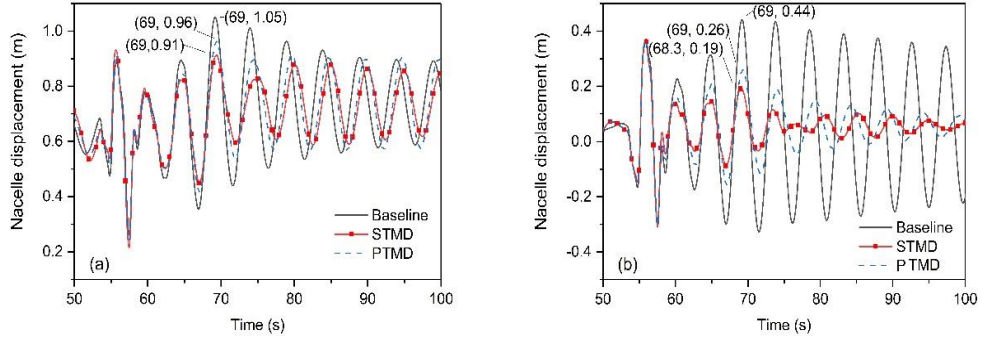 (69, 0.96)
(69, 1.05)
(69,0.91)
1.0
0.8
0.6
0.4
0.2
Nacelle displacement (m)
Baseline
STMD
PTMD
(a)
50 60 70 80 90 100
Time (s)
(69, 0.44)
(69, 0.26)
(68.3, 0.19)
0.4
0.2
0.0
-0.2
-0.4
Nacelle displacement (m)
Baseline
STMD
PTMD
(b)
50 60 70 80 90 100
Time (s)